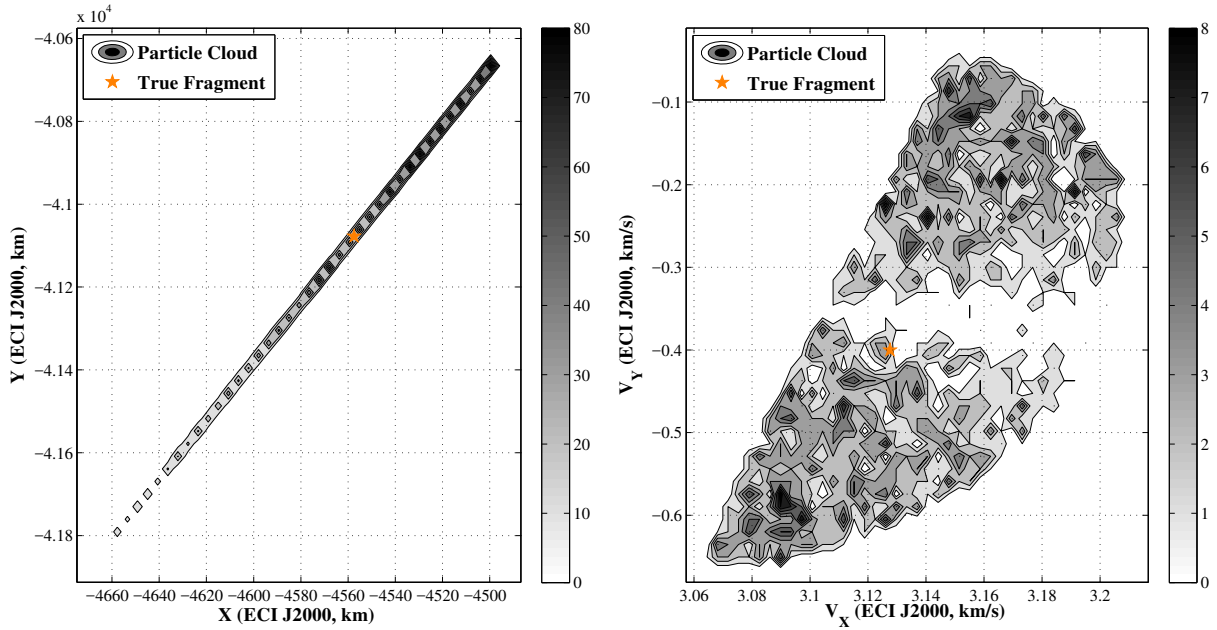 x 10⁴
−4.06
−4.08
−4.1
−4.12
−4.14
−4.16
−4.18
Y (ECI J2000, km)
Particle Cloud
True Fragment
−4660 −4640 −4620 −4600 −4580 −4560 −4540 −4520 −4500
X (ECI J2000, km)
80
70
60
50
40
30
20
10
0
−0.1
−0.2
−0.3
−0.4
−0.5
−0.6
V_Y (ECI J2000, km/s)
Particle Cloud
True Fragment
3.06 3.08 3.1 3.12 3.14 3.16 3.18 3.2
V_X (ECI J2000, km/s)
8
7
6
5
4
3
2
1
0